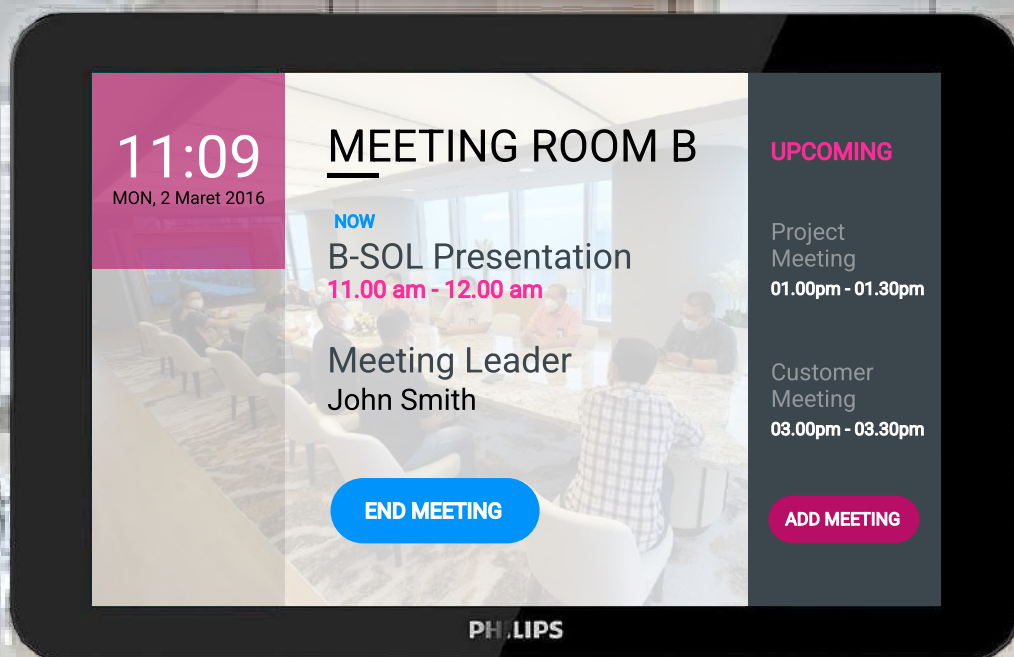 11:09
MON, 2 Maret 2016
MEETING ROOM B
NOW
B-SOL Presentation
11.00 am - 12.00 am
Meeting Leader
John Smith
END MEETING
UPCOMING
Project
Meeting
01.00pm - 01.30pm
Customer
Meeting
03.00pm - 03.30pm
ADD MEETING
PHILIPS